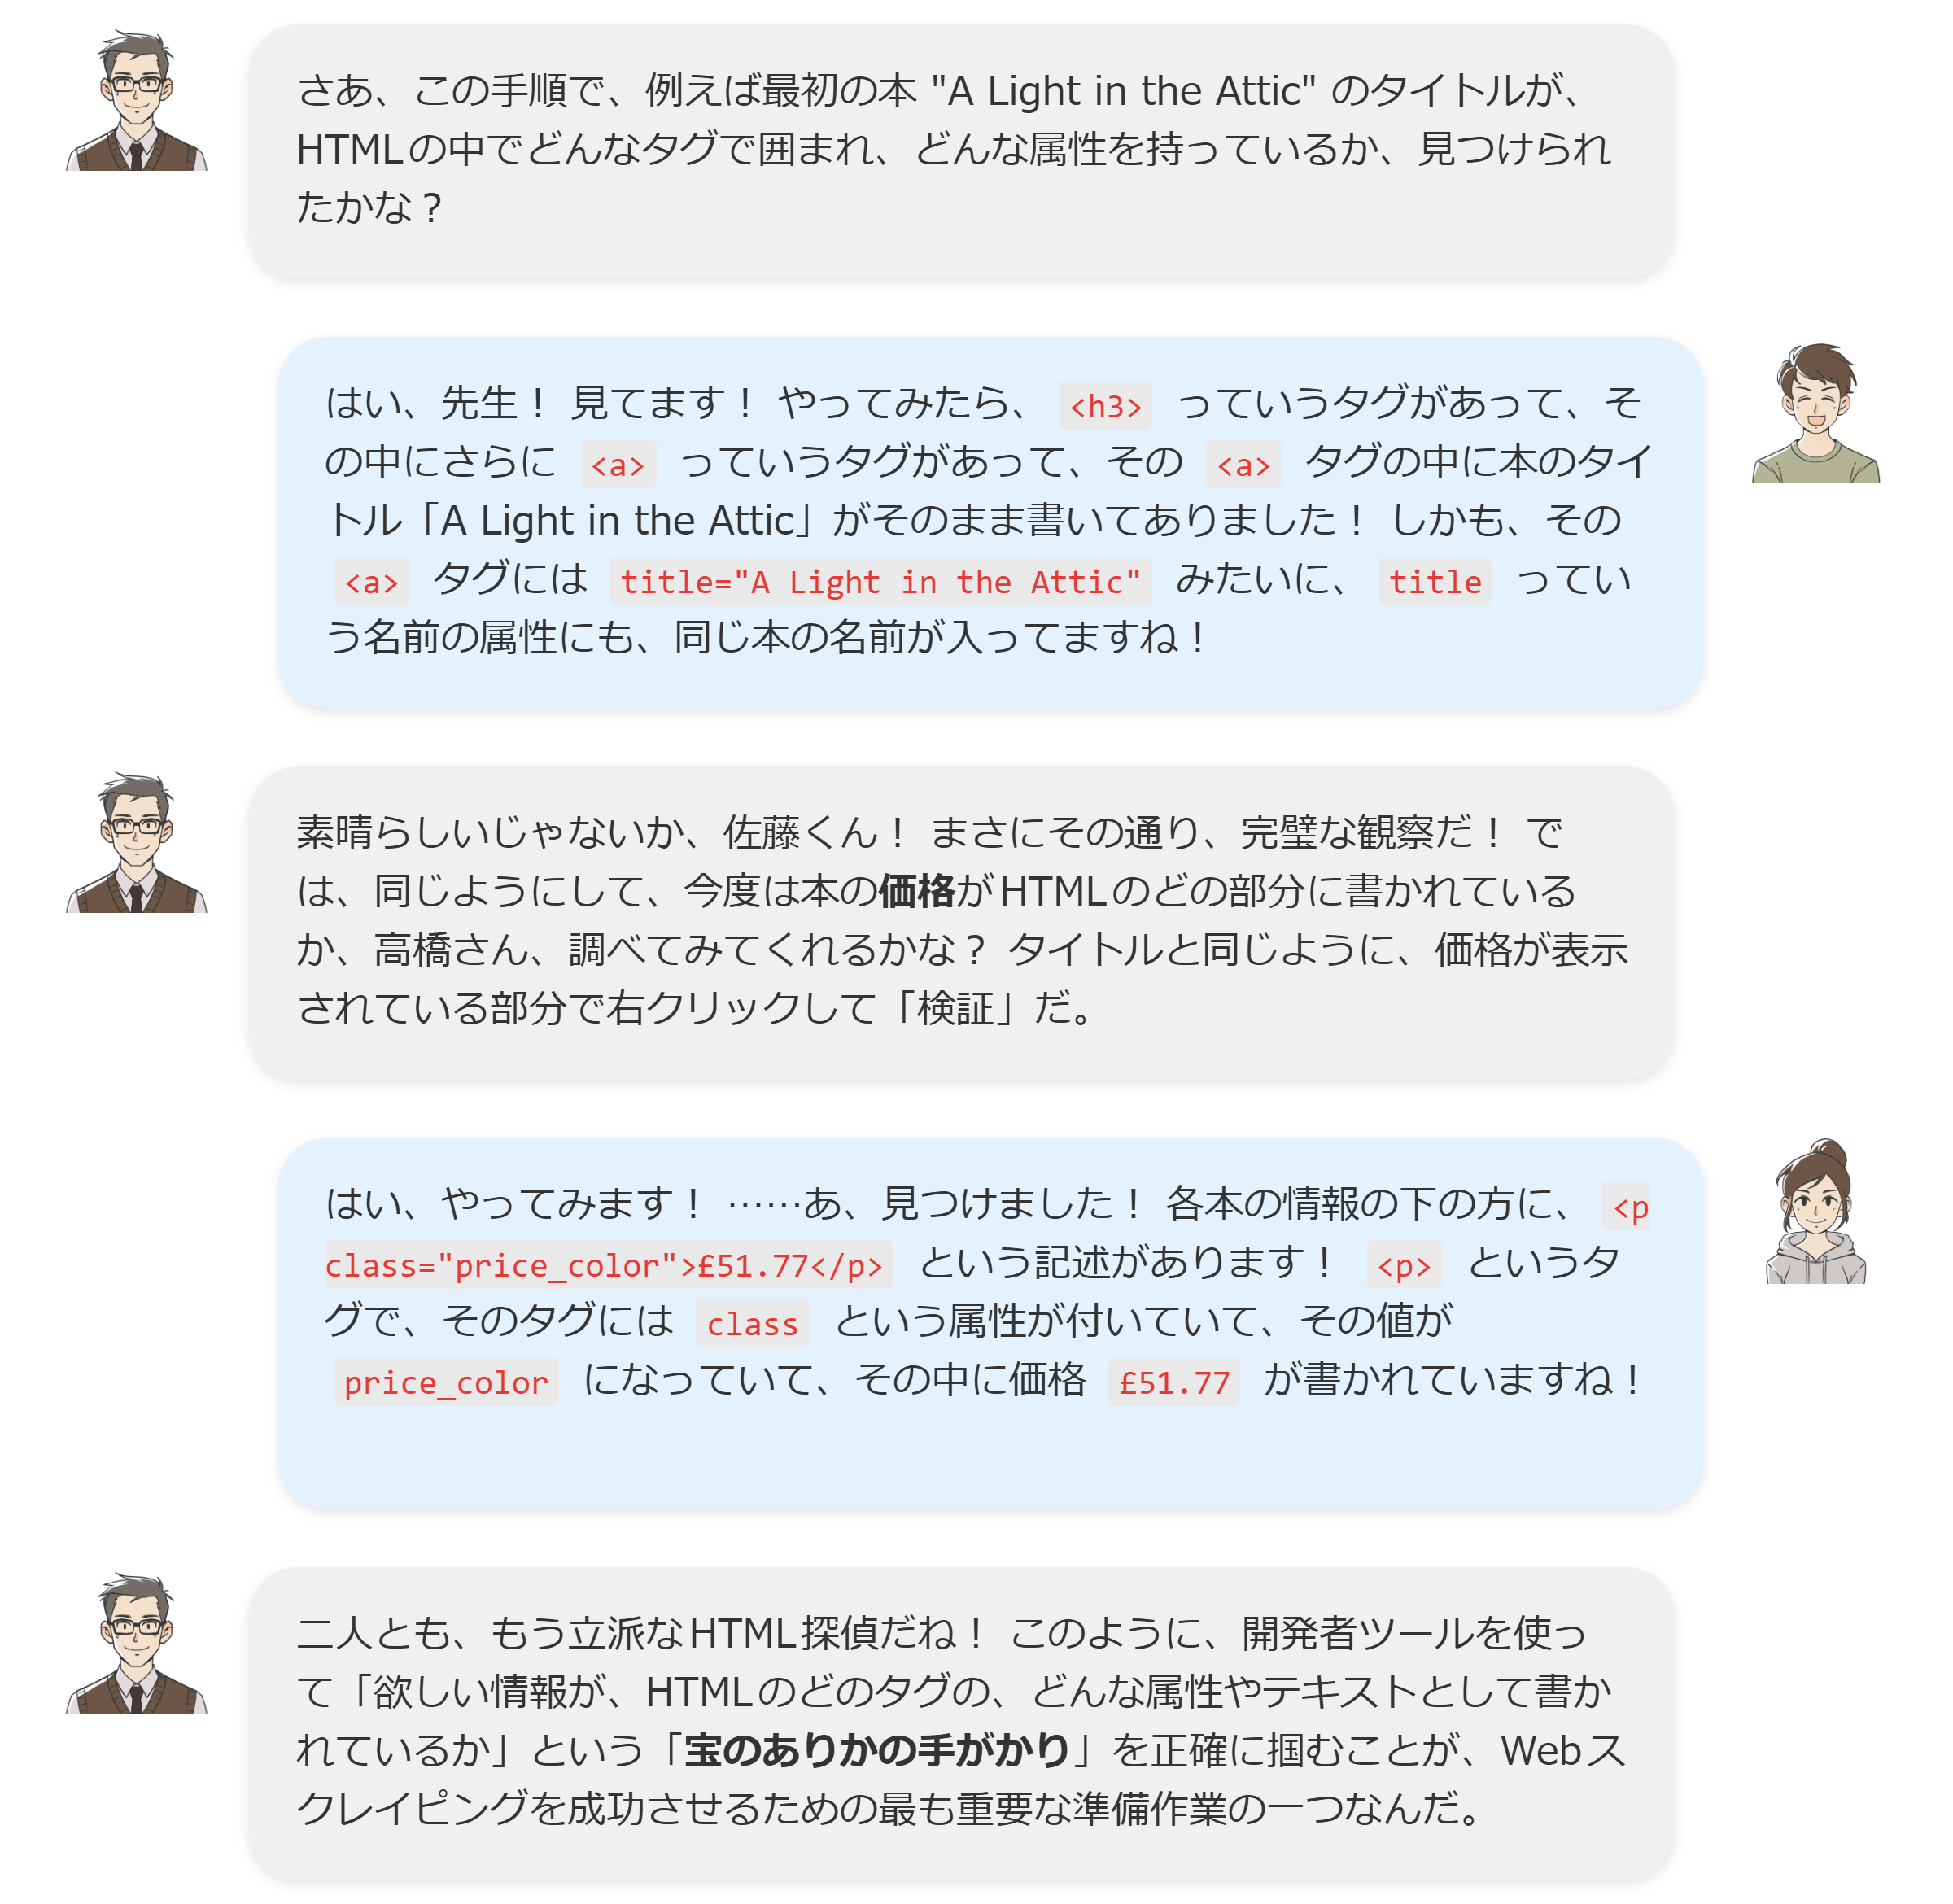 さあ、この手順で、例えば最初の本 "A Light in the Attic" のタイトルが、
HTMLの中でどんなタグで囲まれ、どんな属性を持っているか、見つけられ
たかな？
はい、先生！ 見てます！ やってみたら、 <h3> っていうタグがあって、そ
の中にさらに <a> っていうタグがあって、その <a> タグの中に本のタイ
トル「A Light in the Attic」がそのまま書いてありました！ しかも、その
<a> タグには title="A Light in the Attic" みたいに、 title ってい
う名前の属性にも、同じ本の名前が入ってますね！
素晴らしいじゃないか、佐藤くん！ まさにその通り、完璧な観察だ！ で
は、同じようにして、今度は本の価格がHTMLのどの部分に書かれている
か、高橋さん、調べてみてくれるかな？ タイトルと同じように、価格が表示
されている部分で右クリックして「検証」だ。
はい、やってみます！ ……あ、見つけました！ 各本の情報の下の方に、 <p
class="price_color">£51.77</p> という記述があります！ <p> というタ
グで、そのタグには class という属性が付いていて、その値が
price_color になっていて、その中に価格 £51.77 が書かれていますね！
二人とも、もう立派なHTML探偵だね！ このように、開発者ツールを使っ
て「欲しい情報が、HTMLのどのタグの、どんな属性やテキストとして書か
れているか」という「宝のありかの手がかり」を正確に掴むことが、Webス
クレイピングを成功させるための最も重要な準備作業の一つなんだ。